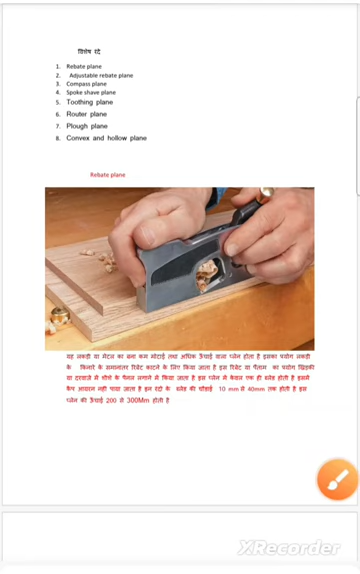 विशेष रंदे
1. Rebate plane
2. Adjustable rebate plane
3. Compass plane
4. Spoke shave plane
5. Toothing plane
6. Router plane
7. Plough plane
8. Convex and hollow plane
Rebate plane
यह लकड़ी या मेंटल का बना कम मोटाई तथा अधिक ऊँचाई वाला प्लेन होता है इसका पयोग लकड़ी
के किनारे के समानांतर रिबेट काटने के लिए किया जाता है इस रिबेट या पैताम का पयोग खिड़की
या दरवाजे में शीशे के पैनल लगाने में किया जाता है इस प्लेन में केवल एक ही ब्लेड होती है इसमें
कैप आयरन नही पाया जाता है इन रंदों के ब्लेड की चौड़ाई 10 mm से 40mm तक होती है इस
प्लेन की ऊँचाई 200 से 300Mm होती है
XRecorder